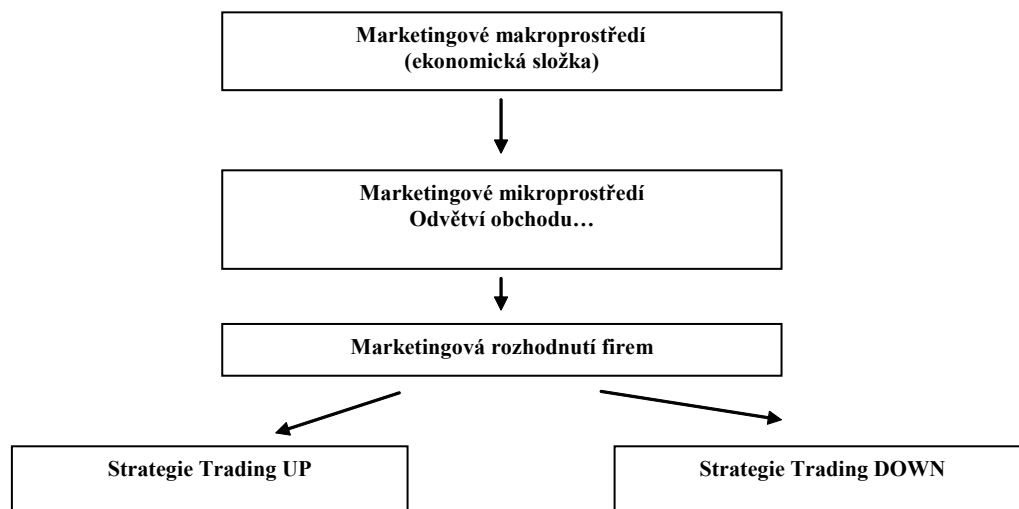 Marketingové makroprostředí
(ekonomická složka)
Marketingové mikroprostředí
Odvětví obchodu…
Marketingová rozhodnutí firem
Strategie Trading UP
Strategie Trading DOWN